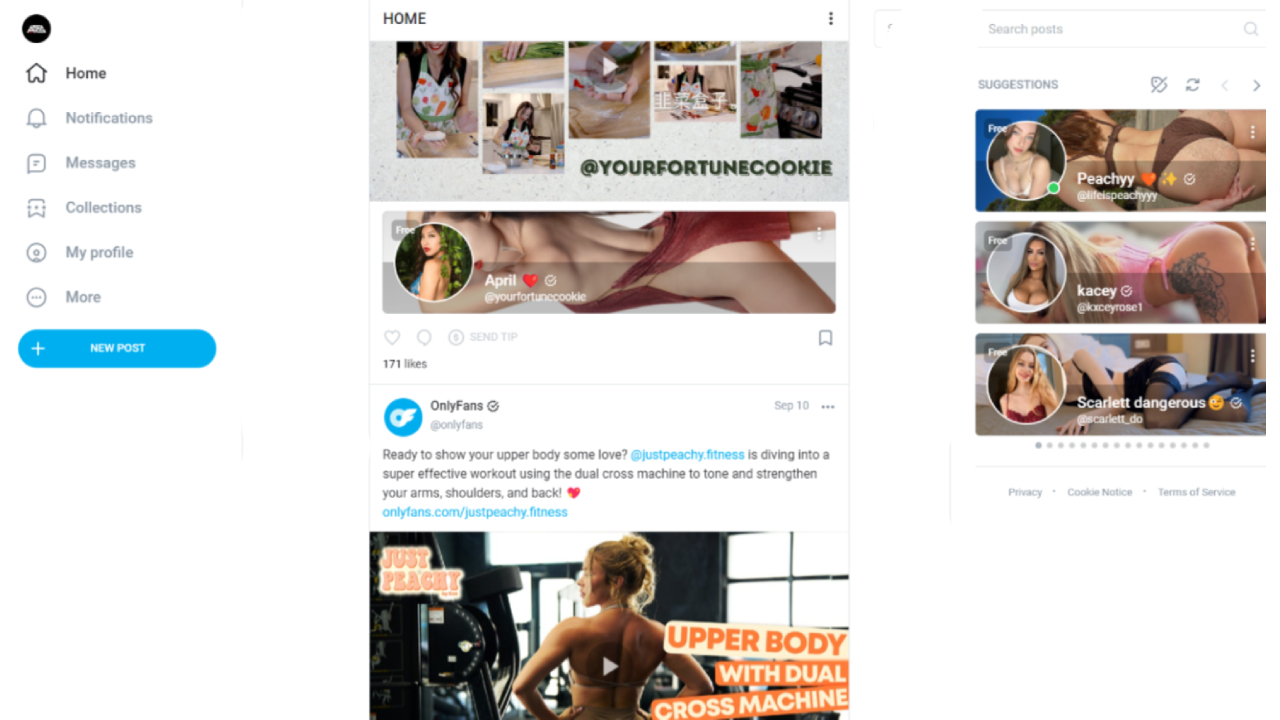 Home
Notifications
Messages
Collections
My profile
More
NEW POST
HOME
韭菜盒子
@YOURFORTUNECOOKIE
Free
April ❤️
@yourfortunecookie
SEND TIP
171 likes
OnlyFans
@onlyfans
Sep 10
Ready to show your upper body some love? @justpeachy.fitness is diving into a
super effective workout using the dual cross machine to tone and strengthen
your arms, shoulders, and back! 💖
onlyfans.com/justpeachy.fitness
JUST
PEACHY
UPPER BODY
WITH DUAL
CROSS MACHINE
Search posts
SUGGESTIONS
Free
Peachyy 🧡✨
@lifeispeachyyy
Free
kacey
@kxceyrose1
Free
Scarlett dangerous😉
@scarlett_do
Privacy · Cookie Notice · Terms of Service